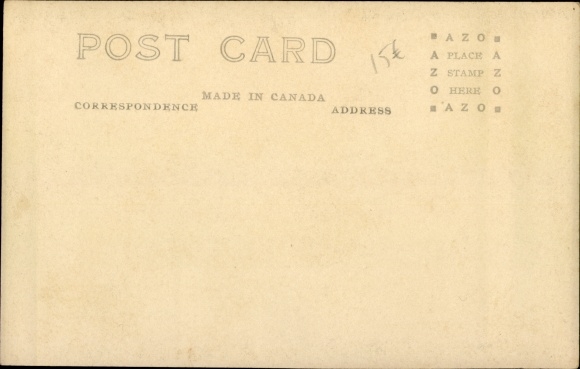 POST CARD
15¢
MADE IN CANADA
CORRESPONDENCE
ADDRESS
AZO
A PLACE A
Z STAMP Z
O HERE O
AZO